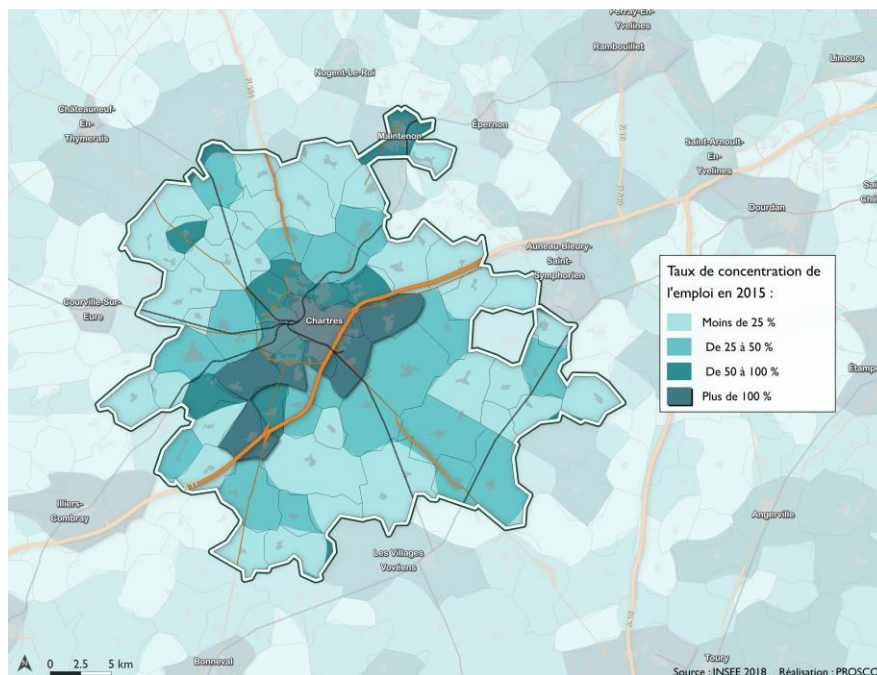 Perray-En-
Yvelines
Rambouillet
Limours
Nogent-Le-Roi
Châteauneuf-
En-
Thymerais
Maintenon
Épernon
Saint-Arnoult-
En-
Yvelines
Dourdan
Auneau-Bleury-
Saint-
Symphorien
Courville-Sur-
Eure
Chartres
Taux de concentration de
l'emploi en 2015 :
Moins de 25 %
De 25 à 50 %
De 50 à 100 %
Plus de 100 %
Étamp
Illiers-
Combray
Angerville
Les Villages
Vovéens
Bonneval
Toury
N
0 2.5 5 km
Source : INSEE 2018 Réalisation : PROSCO